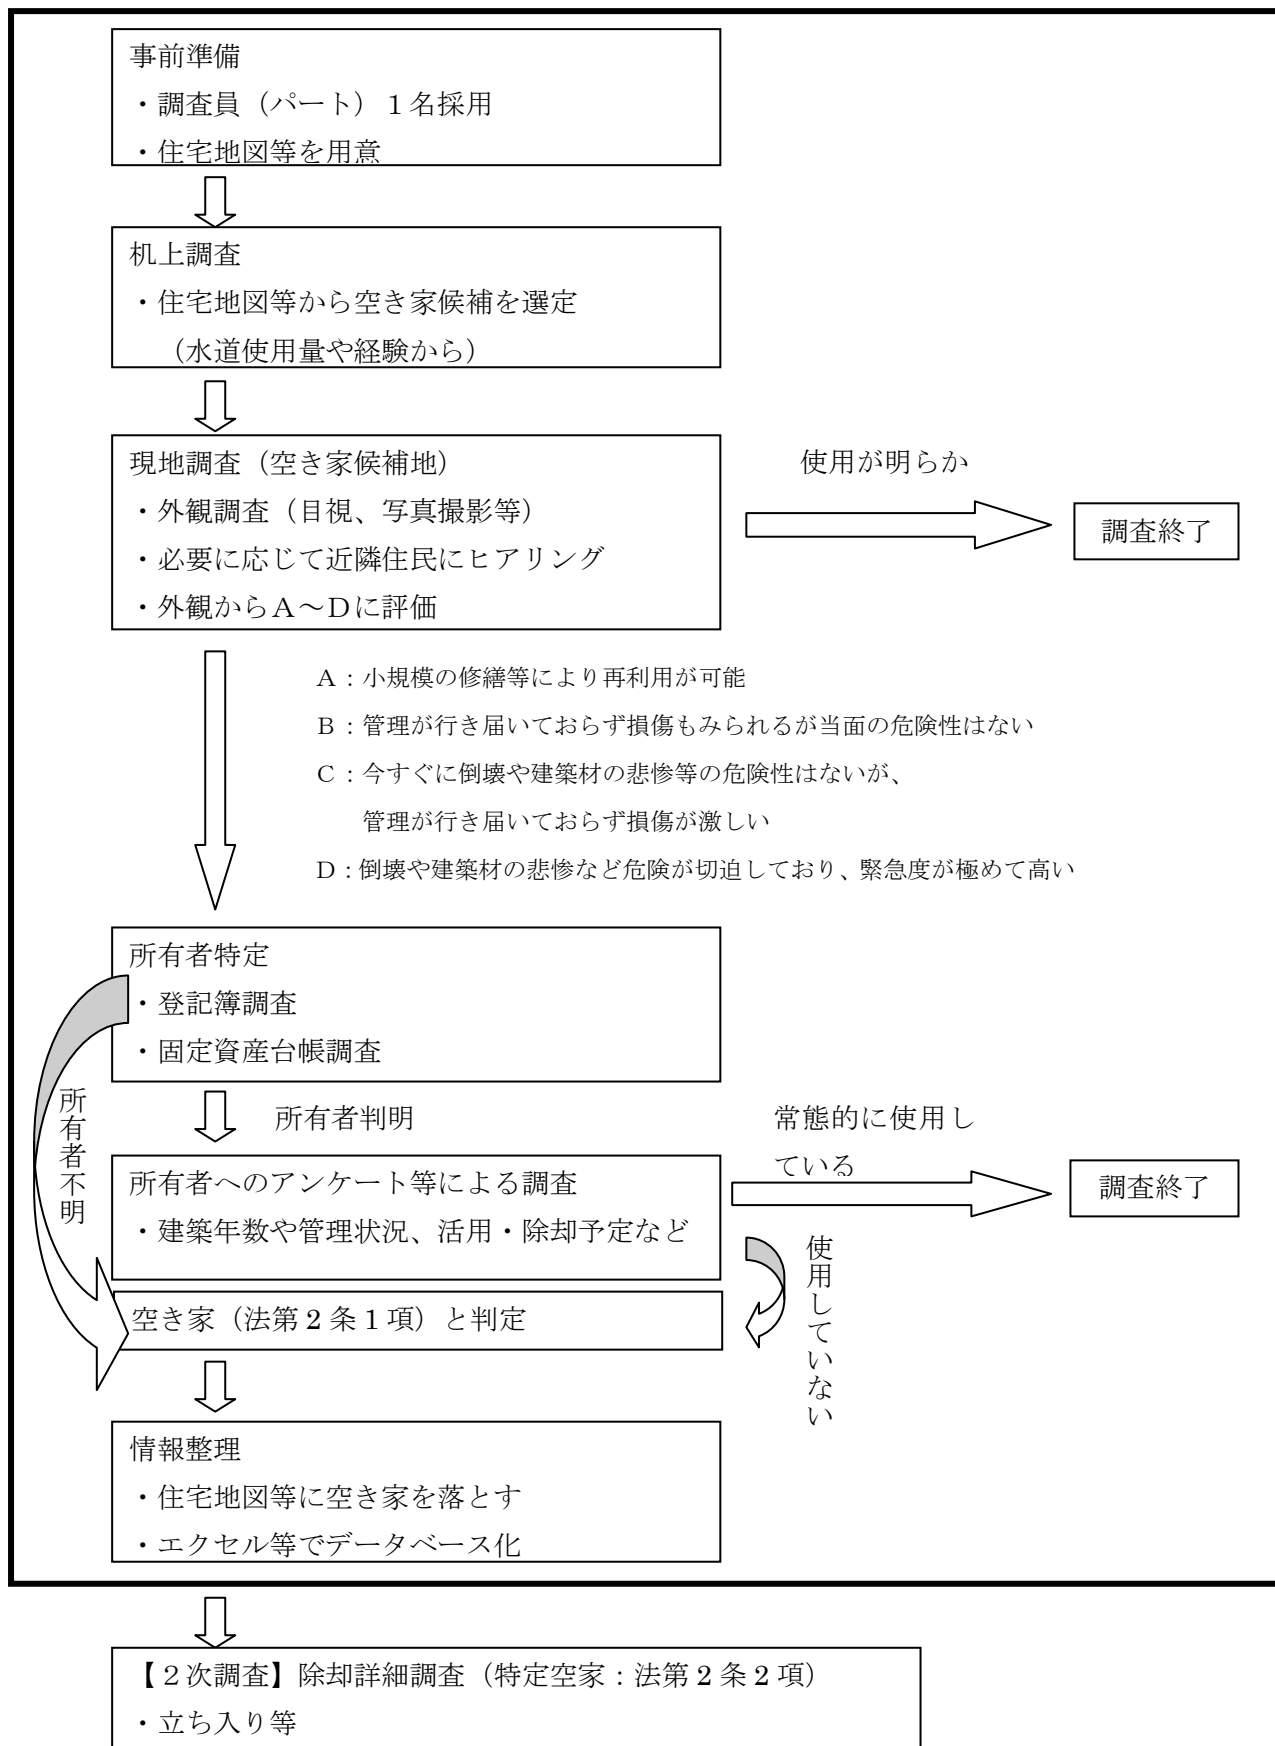 事前準備
・調査員（パート）１名採用
・住宅地図等を用意
机上調査
・住宅地図等から空き家候補を選定
（水道使用量や経験から）
現地調査（空き家候補地）
・外観調査（目視、写真撮影等）
・必要に応じて近隣住民にヒアリング
・外観からＡ～Ｄに評価
使用が明らか
調査終了
Ａ：小規模の修繕等により再利用が可能
Ｂ：管理が行き届いておらず損傷もみられるが当面の危険性はない
Ｃ：今すぐに倒壊や建築材の悲惨等の危険性はないが、
管理が行き届いておらず損傷が激しい
Ｄ：倒壊や建築材の悲惨など危険が切迫しており、緊急度が極めて高い
所有者特定
・登記簿調査
・固定資産台帳調査
所有者不明
所有者判明
常態的に使用し
ている
調査終了
所有者へのアンケート等による調査
・建築年数や管理状況、活用・除却予定など
使用していない
空き家（法第２条１項）と判定
情報整理
・住宅地図等に空き家を落とす
・エクセル等でデータベース化
【２次調査】除却詳細調査（特定空家：法第２条２項）
・立ち入り等